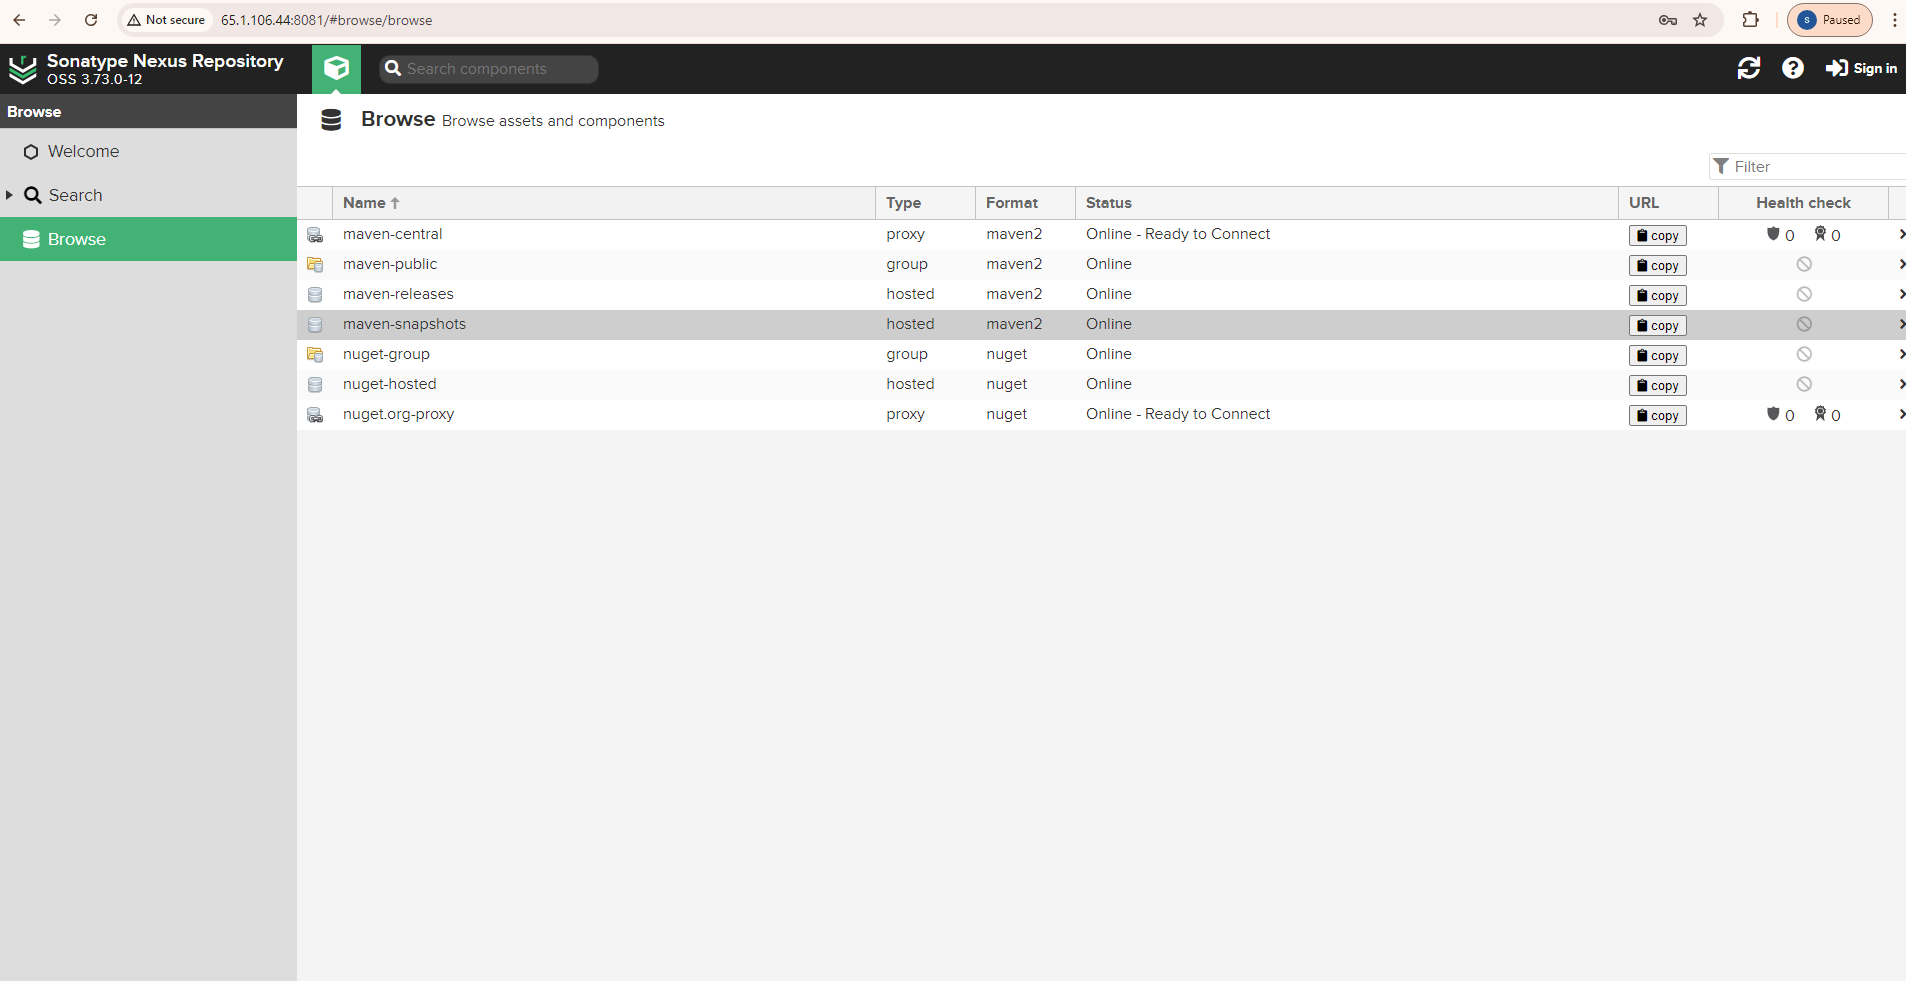 Not secure 65.1.106.44:8081/#browse/browse S Paused
Sonatype Nexus Repository
OSS 3.73.0-12
Search components
Sign in
Browse
Welcome
Search
Browse
Browse Browse assets and components
Filter
Name Type Format Status URL Health check
maven-central proxy maven2 Online - Ready to Connect copy 0 0
maven-public group maven2 Online copy
maven-releases hosted maven2 Online copy
maven-snapshots hosted maven2 Online copy
nuget-group group nuget Online copy
nuget-hosted hosted nuget Online copy
nuget.org-proxy proxy nuget Online - Ready to Connect copy 0 0